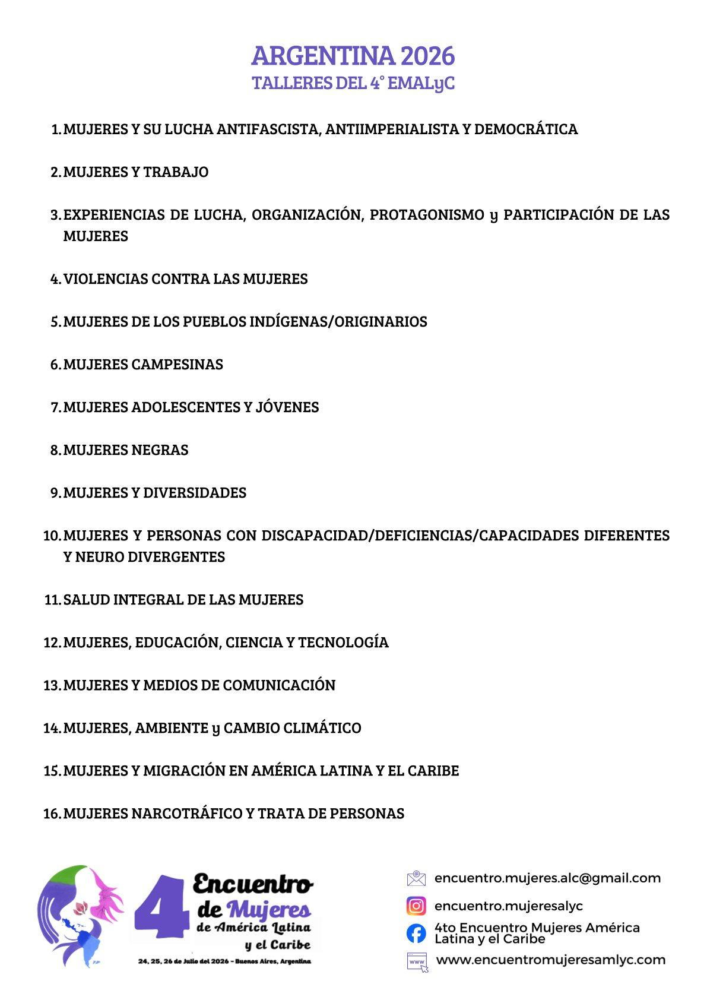 ARGENTINA 2026
TALLERES DEL 4° EMALyC
1. MUJERES Y SU LUCHA ANTIFASCISTA, ANTIIMPERIALISTA Y DEMOCRÁTICA
2. MUJERES Y TRABAJO
3. EXPERIENCIAS DE LUCHA, ORGANIZACIÓN, PROTAGONISMO y PARTICIPACIÓN DE LAS
MUJERES
4. VIOLENCIAS CONTRA LAS MUJERES
5. MUJERES DE LOS PUEBLOS INDÍGENAS/ORIGINARIOS
6. MUJERES CAMPESINAS
7. MUJERES ADOLESCENTES Y JÓVENES
8. MUJERES NEGRAS
9. MUJERES Y DIVERSIDADES
10. MUJERES Y PERSONAS CON DISCAPACIDAD/DEFICIENCIAS/CAPACIDADES DIFERENTES
Y NEURO DIVERGENTES
11. SALUD INTEGRAL DE LAS MUJERES
12. MUJERES, EDUCACIÓN, CIENCIA Y TECNOLOGÍA
13. MUJERES Y MEDIOS DE COMUNICACIÓN
14. MUJERES, AMBIENTE y CAMBIO CLIMÁTICO
15. MUJERES Y MIGRACIÓN EN AMÉRICA LATINA Y EL CARIBE
16. MUJERES NARCOTRÁFICO Y TRATA DE PERSONAS
4 Encuentro
de Mujeres
de América Latina
y el Caribe
24, 25, 26 de Julio del 2026 - Buenos Aires, Argentina
encuentro.mujeres.alc@gmail.com
encuentro.mujeresalyc
4to Encuentro Mujeres América
Latina y el Caribe
www
www.encuentromujeresamlyc.com